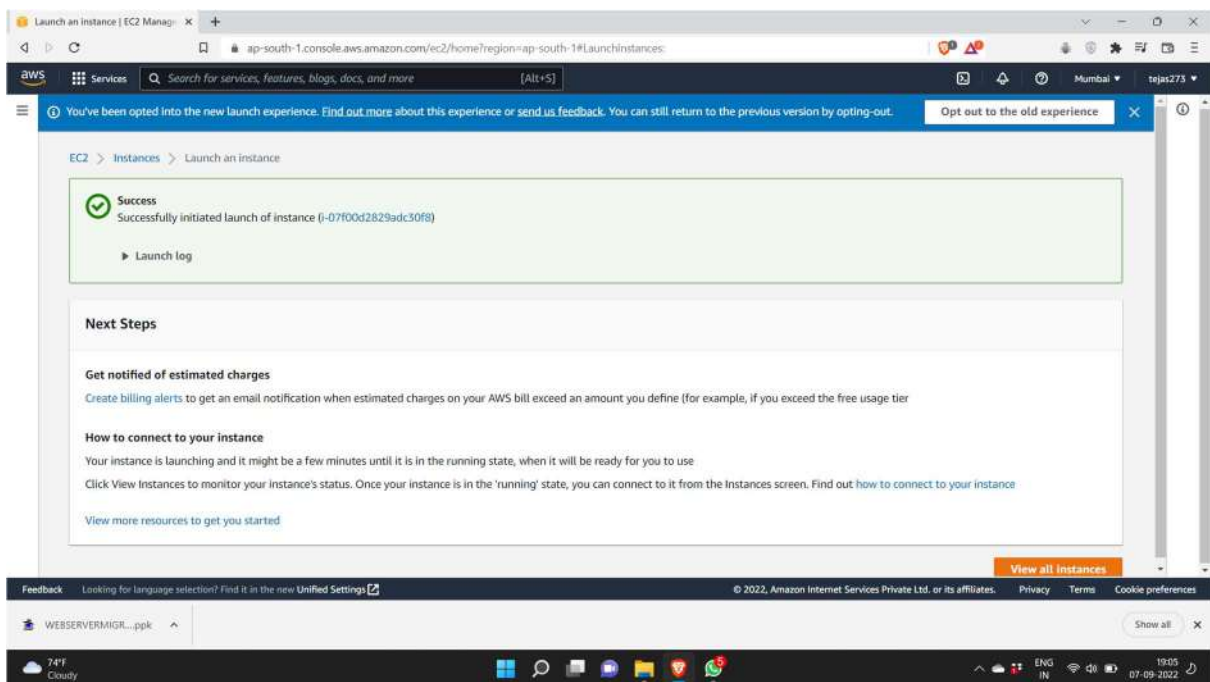 Launch an instance | EC2 Manag
ap-south-1.console.aws.amazon.com/ec2/home?region=ap-south-1#LaunchInstances:
aws
Services
Search for services, features, blogs, docs, and more
[Alt+S]
Mumbai
tejas273
You've been opted into the new launch experience. Find out more about this experience or send us feedback. You can still return to the previous version by opting-out.
Opt out to the old experience
EC2 > Instances > Launch an instance
Success
Successfully initiated launch of instance (i-07f00d2829adc30f8)
Launch log
Next Steps
Get notified of estimated charges
Create billing alerts to get an email notification when estimated charges on your AWS bill exceed an amount you define (for example, if you exceed the free usage tier
How to connect to your instance
Your instance is launching and it might be a few minutes until it is in the running state, when it will be ready for you to use
Click View Instances to monitor your instance's status. Once your instance is in the 'running' state, you can connect to it from the Instances screen. Find out how to connect to your instance
View more resources to get you started
View all instances
Feedback
Looking for language selection? Find it in the new Unified Settings
© 2022, Amazon Internet Services Private Ltd. or its affiliates.
Privacy
Terms
Cookie preferences
WEBSERVERMIGR....ppk
Show all
74°F
Cloudy
5
ENG
IN
19:05
07-09-2022